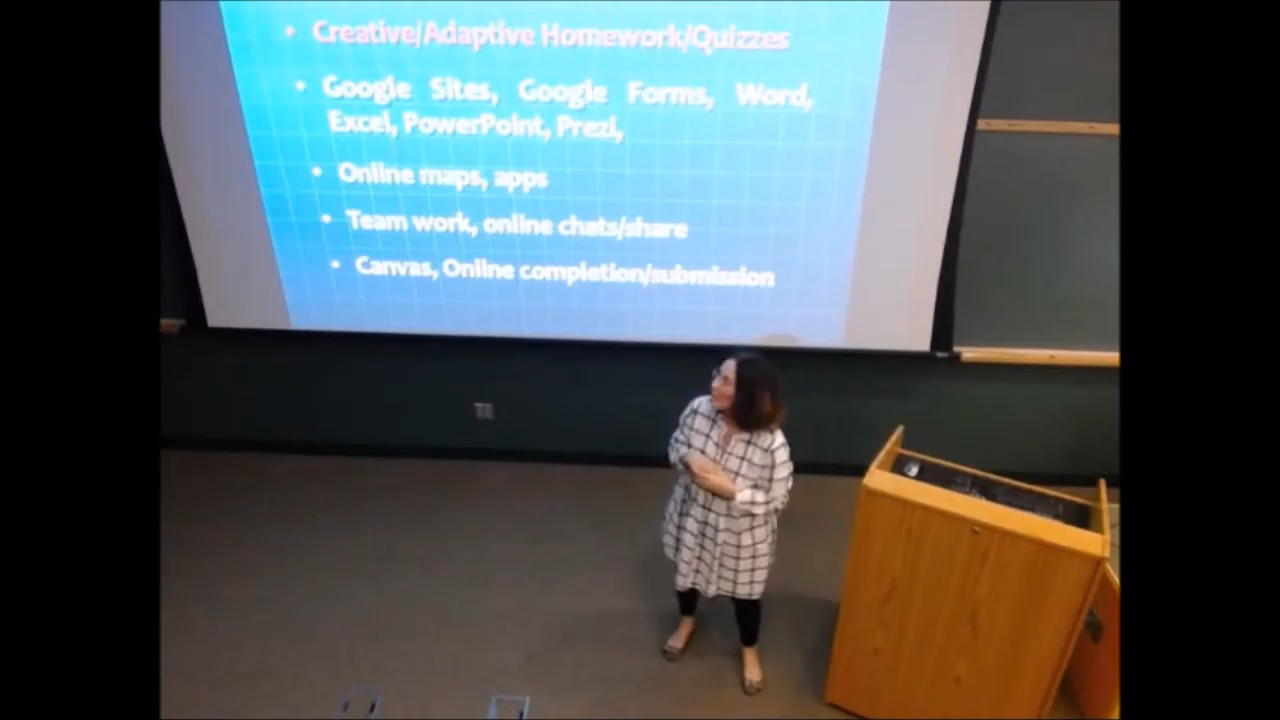 • Creative/Adaptive Homework/Quizzes
• Google Sites, Google Forms, Word,
Excel, PowerPoint, Prezi,
• Online maps, apps
• Team work, online chats/share
• Canvas, Online completion/submission